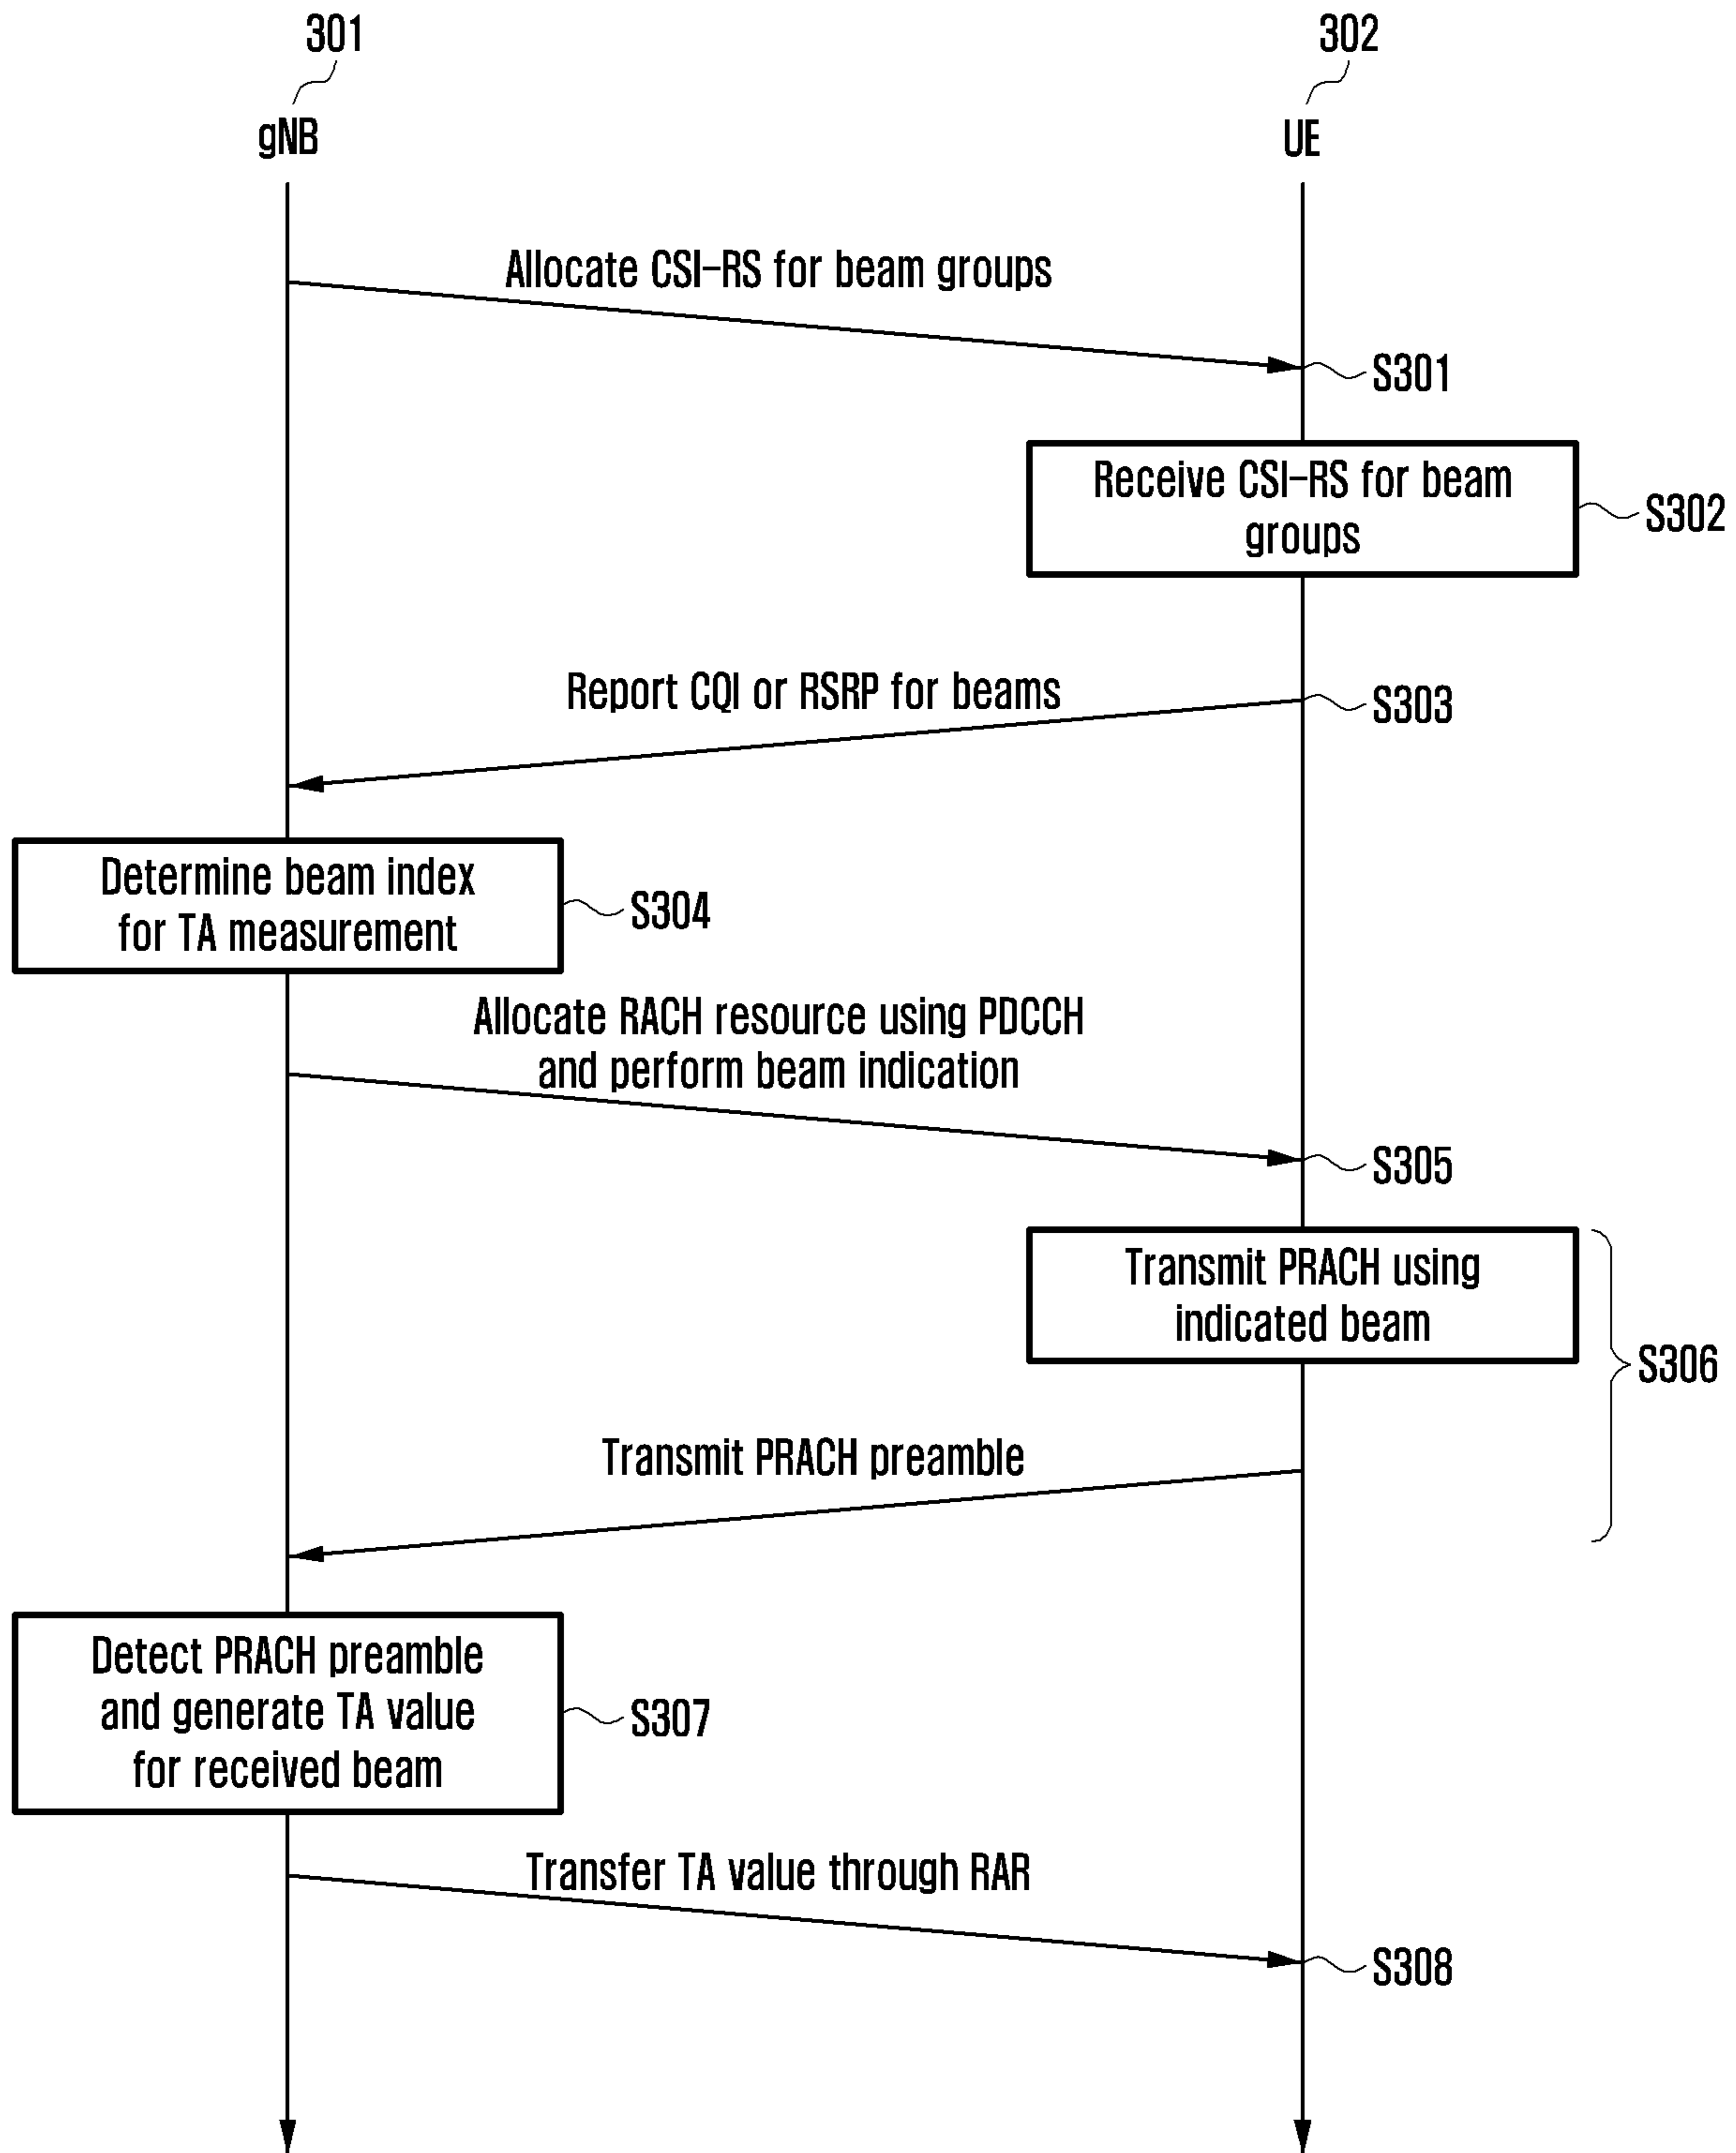 301
302
gNB
UE
Allocate CSI-RS for beam groups
S301
Receive CSI-RS for beam
groups
S302
Report CQI or RSRP for beams
S303
Determine beam index
for TA measurement
S304
Allocate RACH resource using PDCCH
and perform beam indication
S305
Transmit PRACH using
indicated beam
S306
Transmit PRACH preamble
Detect PRACH preamble
and generate TA value
for received beam
S307
Transfer TA value through RAR
S308